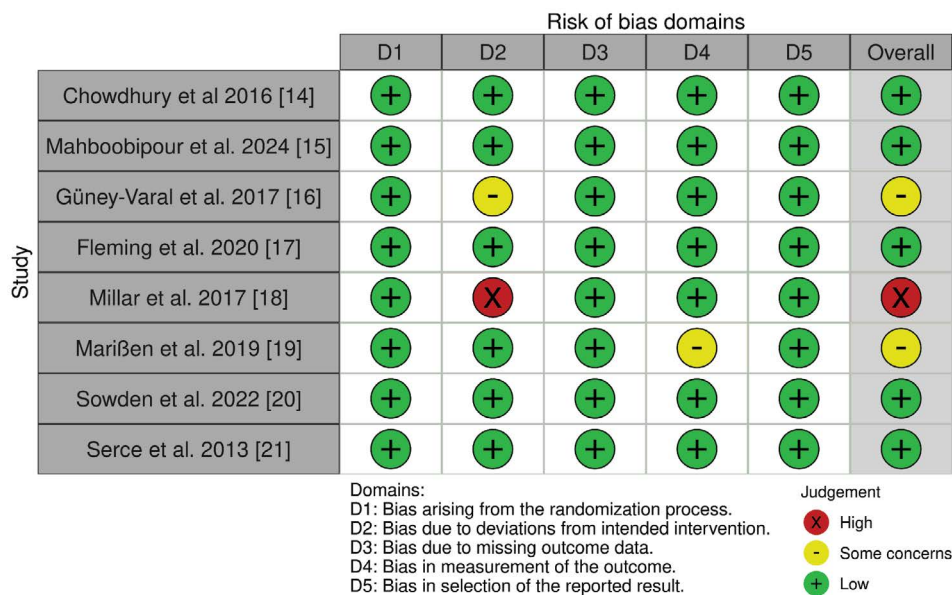 Risk of bias domains
D1 D2 D3 D4 D5 Overall
Study
Chowdhury et al 2016 [14] + + + + + +
Mahboobipour et al. 2024 [15] + + + + + +
Güney-Varal et al. 2017 [16] + - + + + -
Fleming et al. 2020 [17] + + + + + +
Millar et al. 2017 [18] + X + + + X
Marißen et al. 2019 [19] + + + - + -
Sowden et al. 2022 [20] + + + + + +
Serce et al. 2013 [21] + + + + + +
Domains:
D1: Bias arising from the randomization process.
D2: Bias due to deviations from intended intervention.
D3: Bias due to missing outcome data.
D4: Bias in measurement of the outcome.
D5: Bias in selection of the reported result.
Judgement
X High
- Some concerns
+ Low